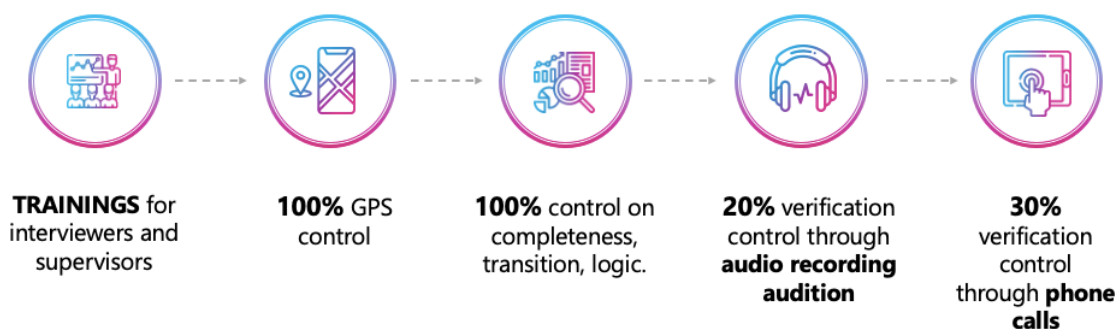 TRAININGS for
interviewers and
supervisors
100% GPS
control
100% control on
completeness,
transition, logic.
20% verification
control through
audio recording
audition
30%
verification
control
through phone
calls